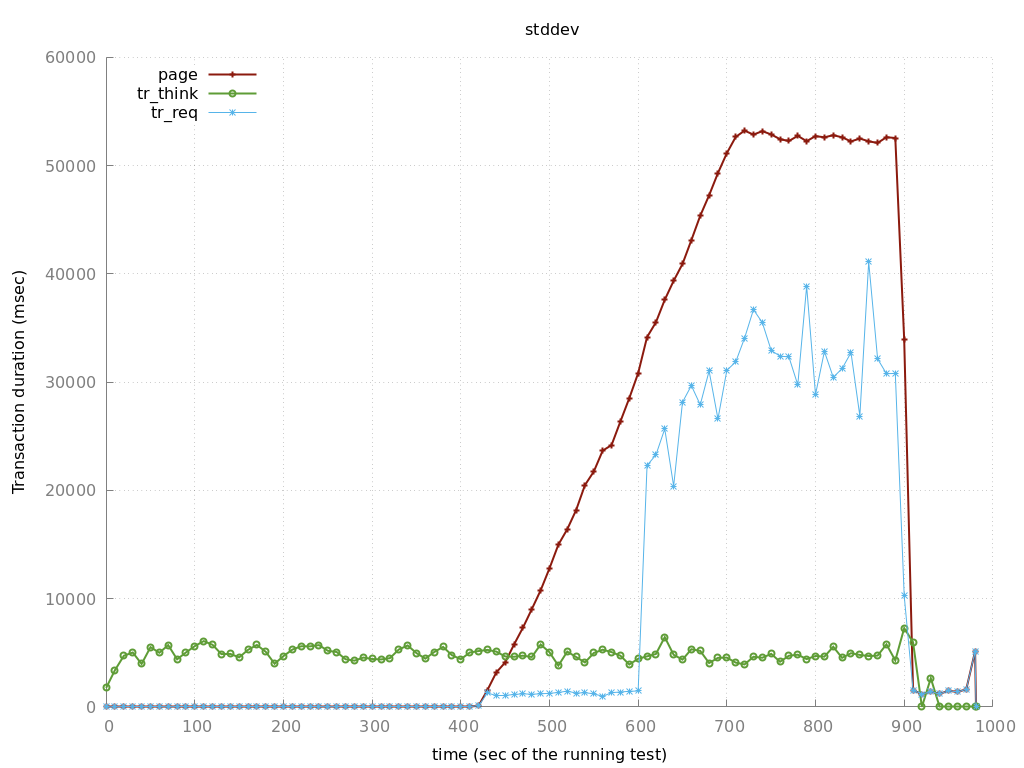 stddev
60000
50000
40000
30000
20000
10000
0
page
tr_think
tr_req
Transaction duration (msec)
0 100 200 300 400 500 600 700 800 900 1000
time (sec of the running test)